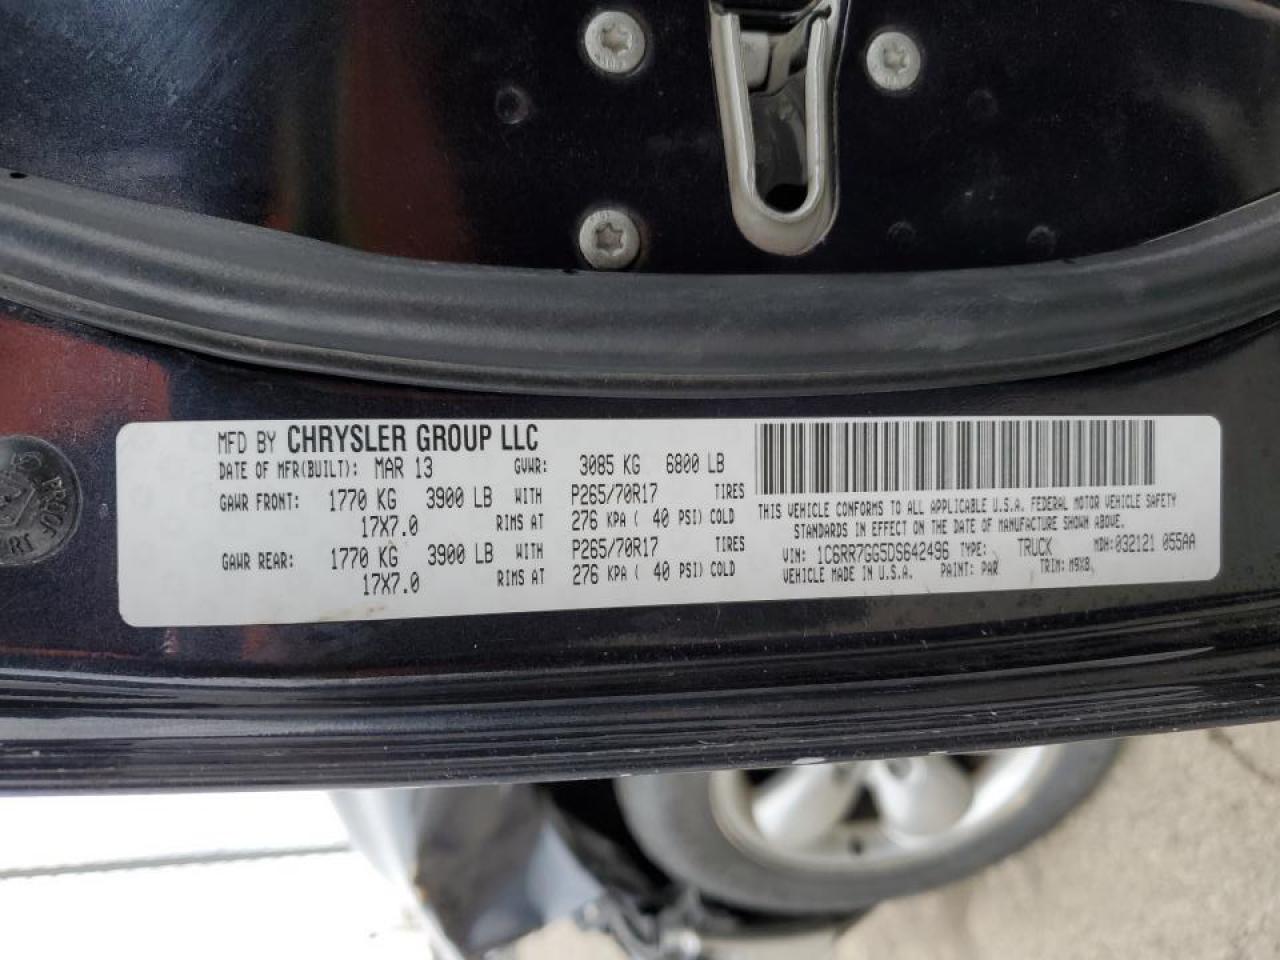 MFD BY CHRYSLER GROUP LLC
DATE OF MFR(BUILT): MAR 13 GVWR: 3085 KG 6800 LB
GAWR FRONT: 1770 KG 3900 LB WITH P265/70R17 TIRES
17X7.0 RIMS AT 276 KPA ( 40 PSI) COLD
GAWR REAR: 1770 KG 3900 LB WITH P265/70R17 TIRES
17X7.0 RIMS AT 276 KPA ( 40 PSI) COLD
THIS VEHICLE CONFORMS TO ALL APPLICABLE U.S.A. FEDERAL MOTOR VEHICLE SAFETY
STANDARDS IN EFFECT ON THE DATE OF MANUFACTURE SHOWN ABOVE.
VIN: 1C6RR7GG5DS642496 TYPE: TRUCK MDH:032121 055AA
VEHICLE MADE IN U.S.A. PAINT: PAR TRIM: M9X8
PROOF